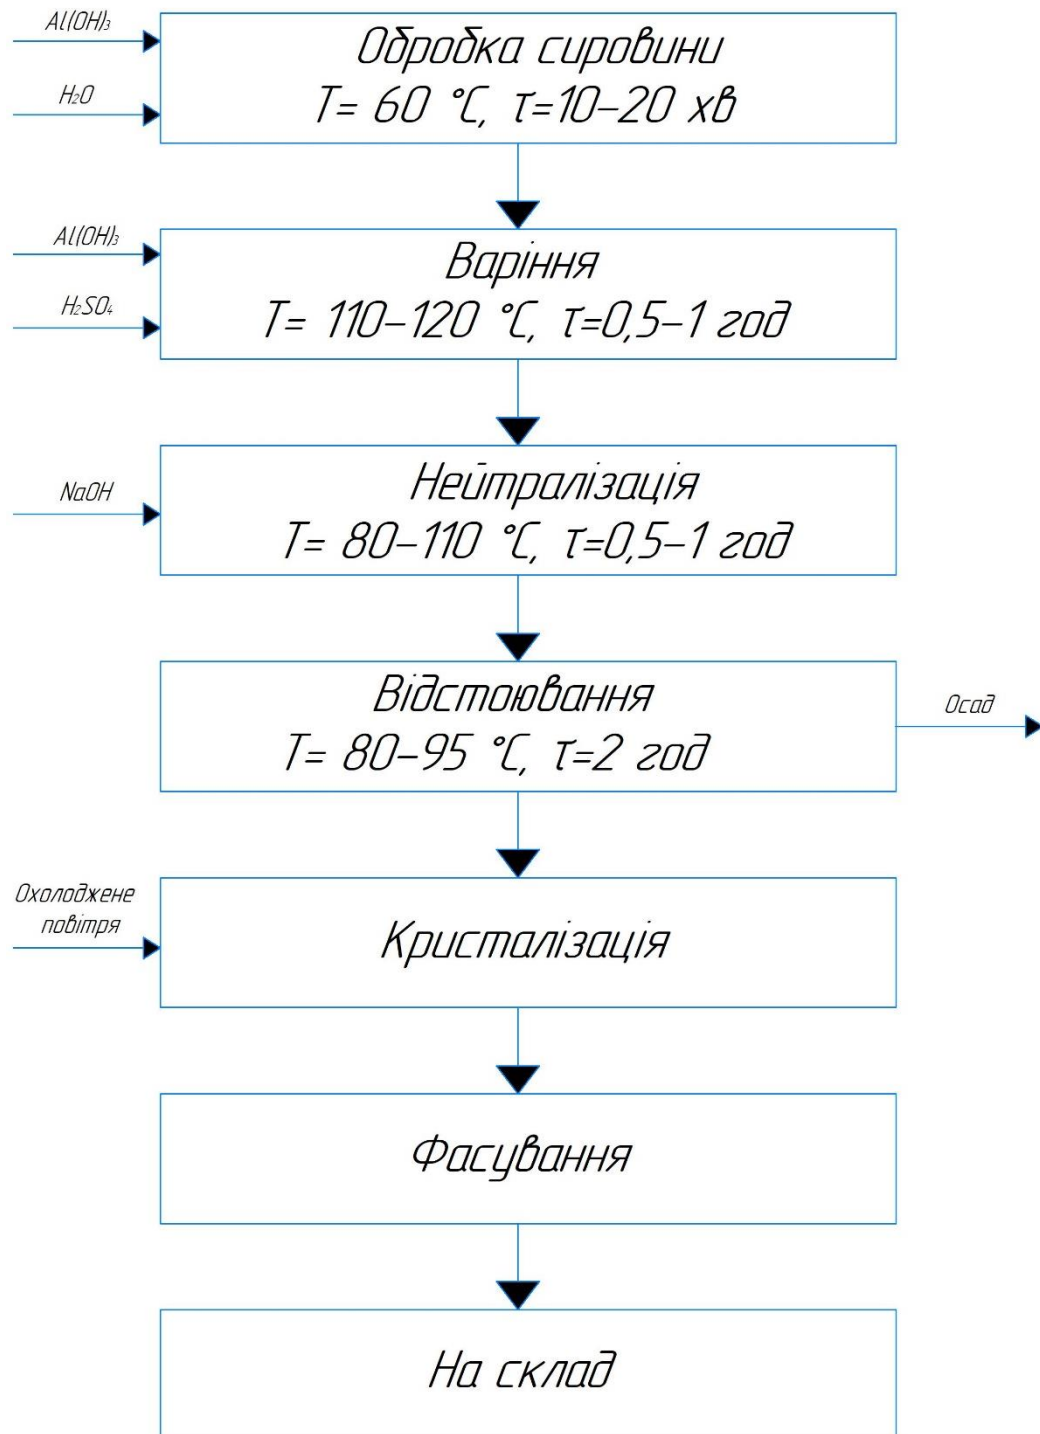 Al(OH)₃
Обробка сировини
H₂O
T= 60 °C, τ=10–20 хв
Al(OH)₃
Варіння
H₂SO₄
T= 110–120 °C, τ=0,5–1 год
Нейтралізація
NaOH
T= 80–110 °C, τ=0,5–1 год
Відстоювання
Осад
T= 80–95 °C, τ=2 год
Охолоджене
повітря
Кристалізація
Фасування
На склад